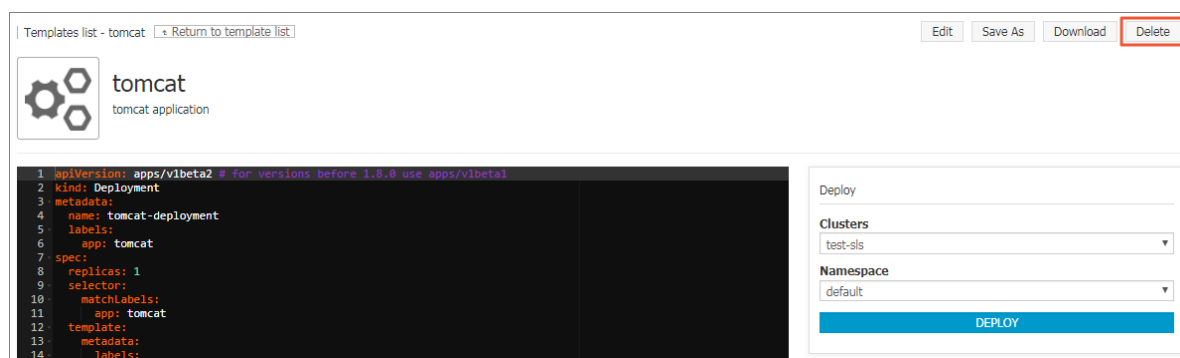 Templates list - tomcat Return to template list Edit Save As Download Delete
tomcat
tomcat application
1 apiVersion: apps/v1beta2 # for versions before 1.8.0 use apps/v1beta1
2 kind: Deployment
3 metadata:
4 name: tomcat-deployment
5 labels:
6 app: tomcat
7 spec:
8 replicas: 1
9 selector:
10 matchLabels:
11 app: tomcat
12 template:
13 metadata:
14 labels:
Deploy
Clusters
test-sls
Namespace
default
DEPLOY